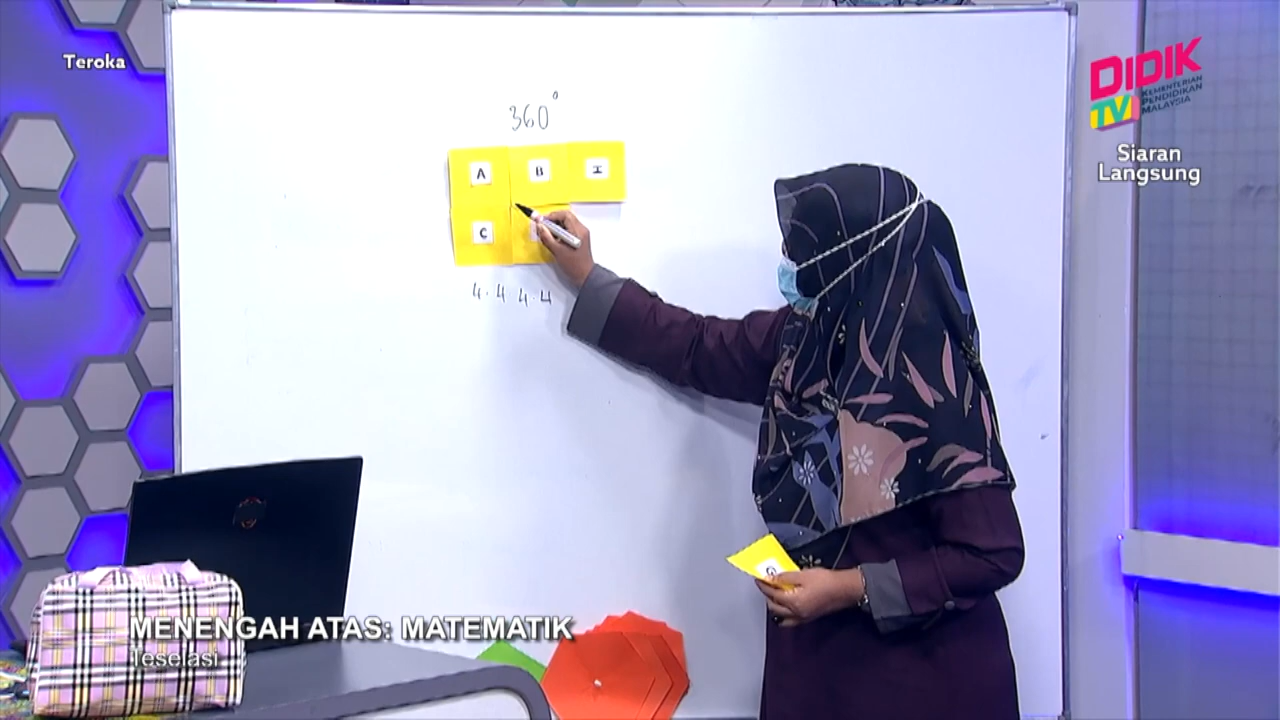 Teroka
DIDIK
TV
KEMENTERIAN
PENDIDIKAN
MALAYSIA
Siaran
Langsung
360°
A B H
C
4.4 4.4
G
MENENGAH ATAS: MATEMATIK
Teselasi